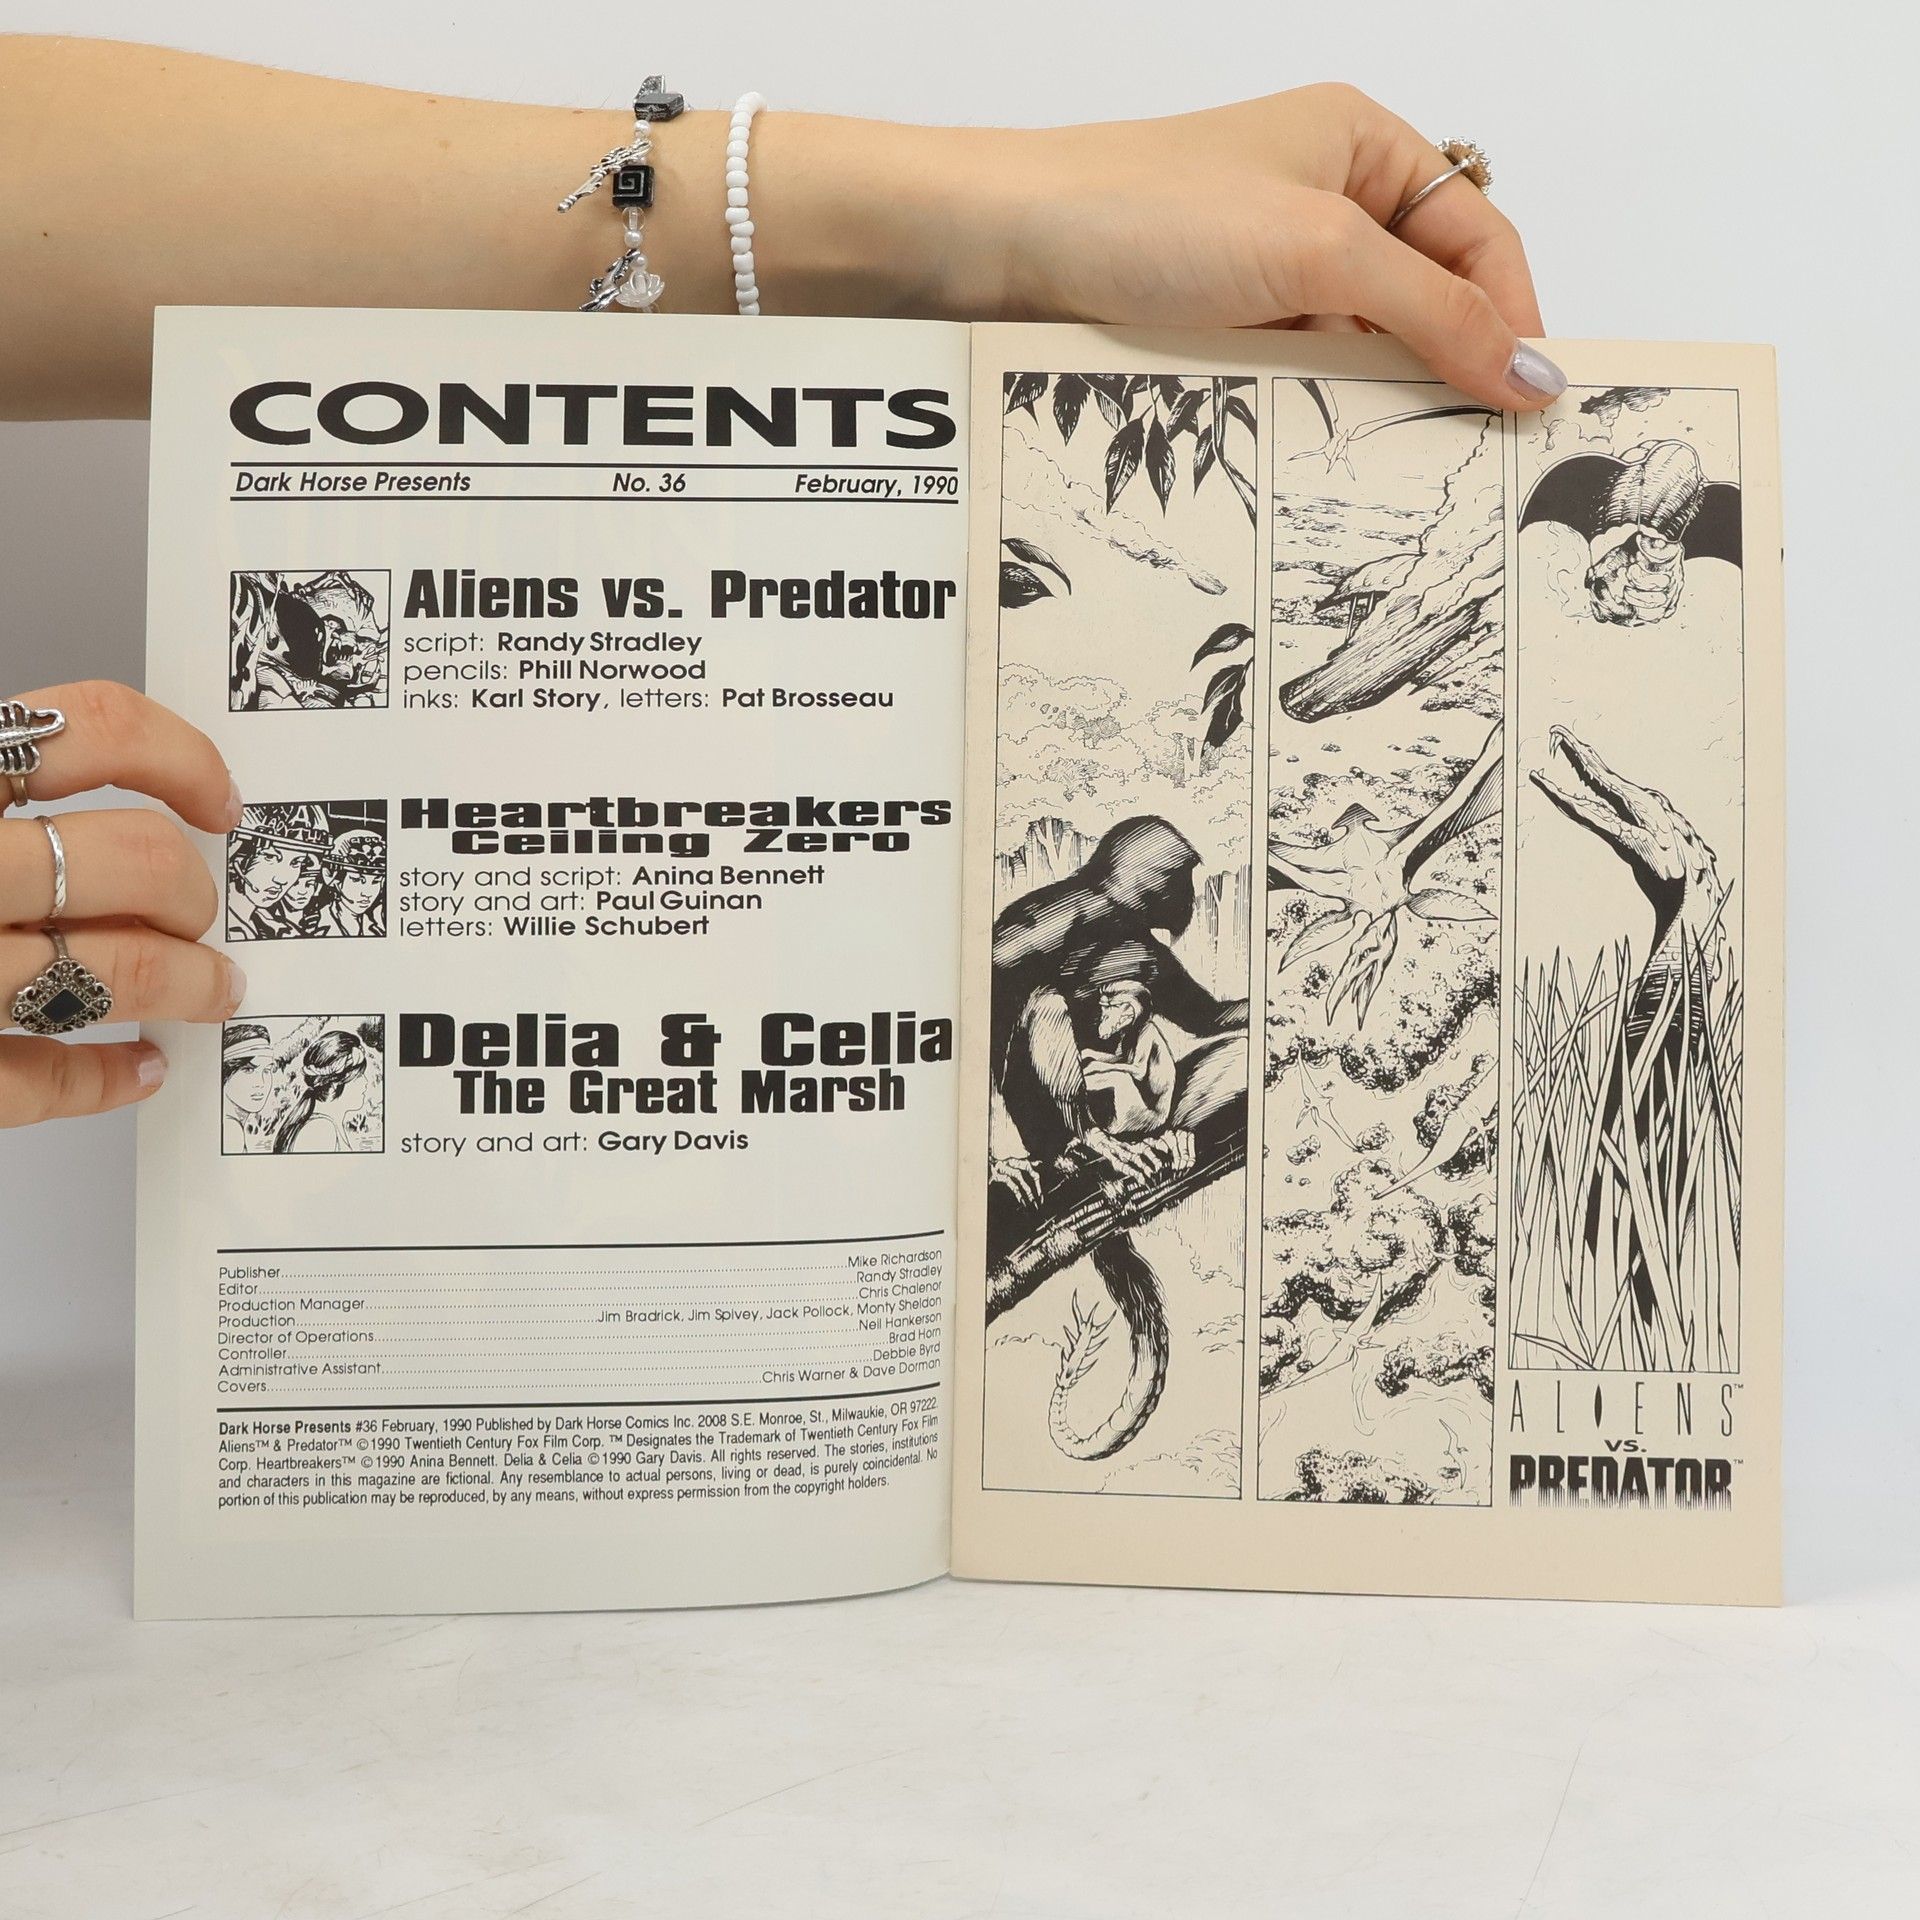 CONTENTS
Dark Horse Presents No. 36 February, 1990
Aliens vs. Predator
script: Randy Stradley
pencils: Phill Norwood
inks: Karl Story, letters: Pat Brosseau
Heartbreakers
Ceiling Zero
story and script: Anina Bennett
story and art: Paul Guinan
letters: Willie Schubert
Delia & Celia
The Great Marsh
story and art: Gary Davis
Publisher Mike Richardson
Editor Randy Stradley
Production Manager Chris Chalenor
Production Jim Bradrick, Jim Spivey, Jack Pollock, Monty Sheldon
Director of Operations Neil Hankerson
Controller Brad Horn
Administrative Assistant Debbie Byrd
Covers Chris Warner & Dave Dorman
Dark Horse Presents #36 February, 1990 Published by Dark Horse Comics Inc. 2008 S.E. Monroe, St., Milwaukie, OR 97222.
Aliens™ & Predator™ ©1990 Twentieth Century Fox Film Corp. ™ Designates the Trademark of Twentieth Century Fox Film
Corp. Heartbreakers™ ©1990 Anina Bennett. Delia & Celia ©1990 Gary Davis. All rights reserved. The stories, institutions
and characters in this magazine are fictional. Any resemblance to actual persons, living or dead, is purely coincidental. No
portion of this publication may be reproduced, by any means, without express permission from the copyright holders.
ALIENS™
VS.
PREDATOR™